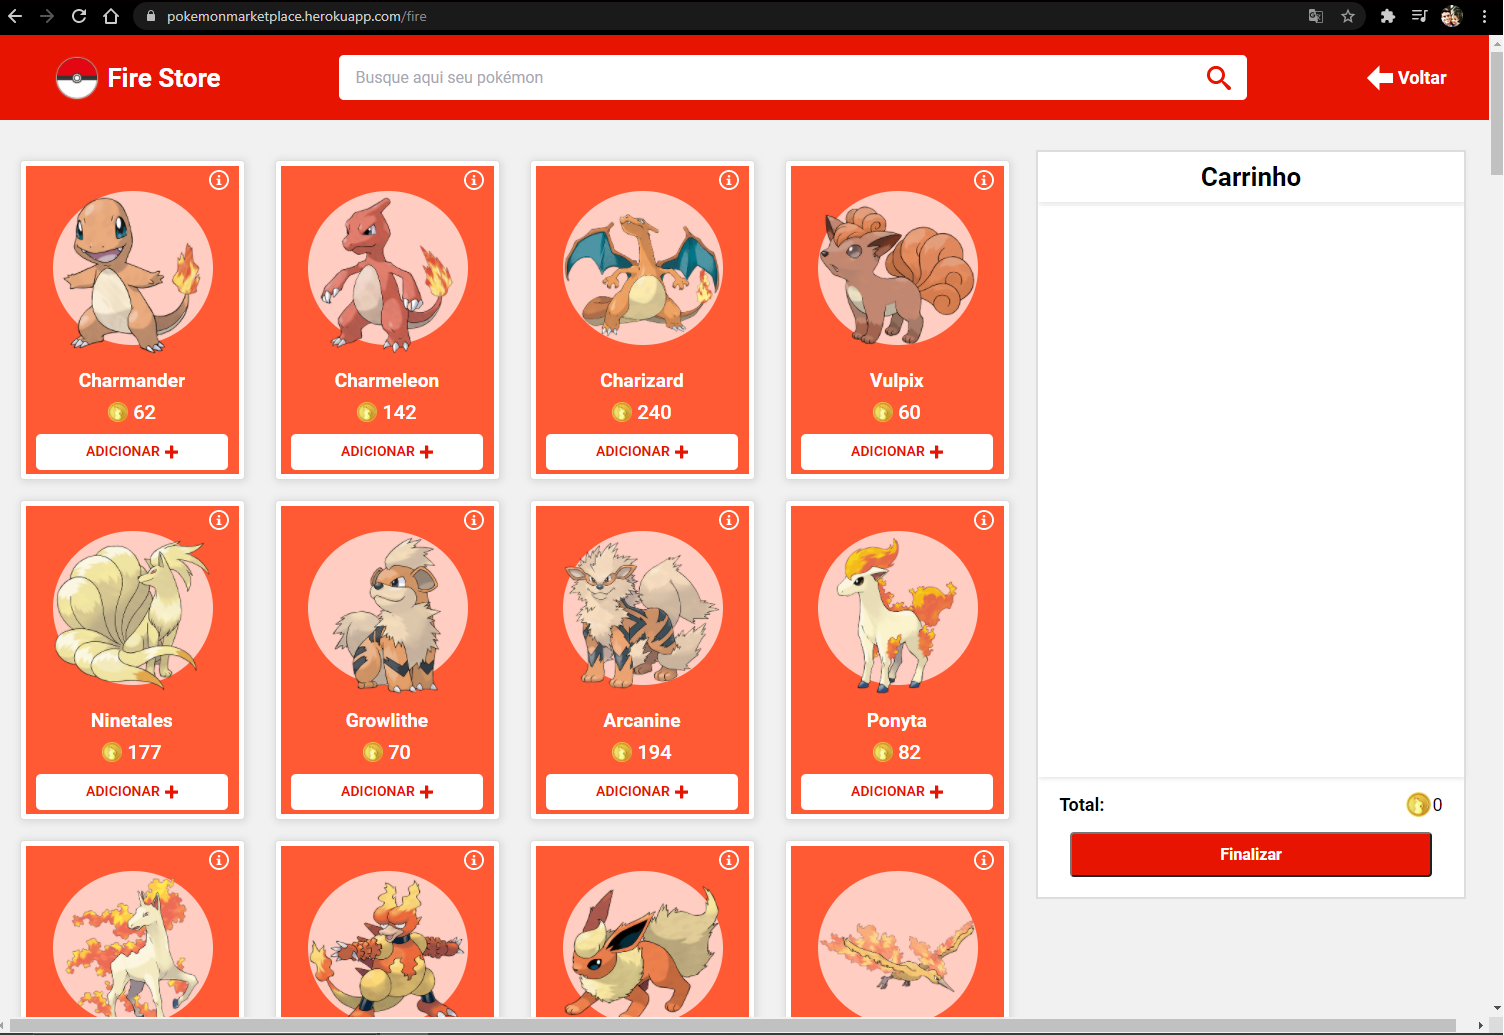 pokemonmarketplace.herokuapp.com/fire
Fire Store
Busque aqui seu pokémon
Voltar
Carrinho
Charmander
62
ADICIONAR
Charmeleon
142
ADICIONAR
Charizard
240
ADICIONAR
Vulpix
60
ADICIONAR
Ninetales
177
ADICIONAR
Growlithe
70
ADICIONAR
Arcanine
194
ADICIONAR
Ponyta
82
ADICIONAR
Total: 0
Finalizar